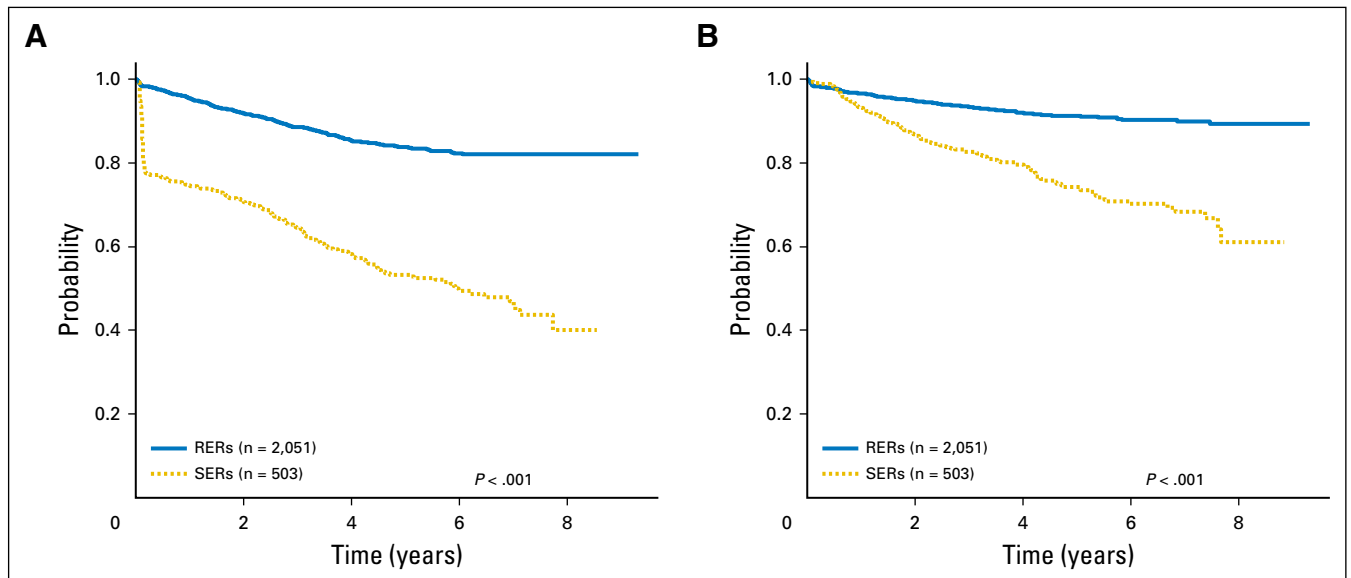 A
Probability
1.0
0.8
0.6
0.4
0.2
RERs (n = 2,051)
SERs (n = 503)
P < .001
0 2 4 6 8
Time (years)
B
Probability
1.0
0.8
0.6
0.4
0.2
RERs (n = 2,051)
SERs (n = 503)
P < .001
0 2 4 6 8
Time (years)